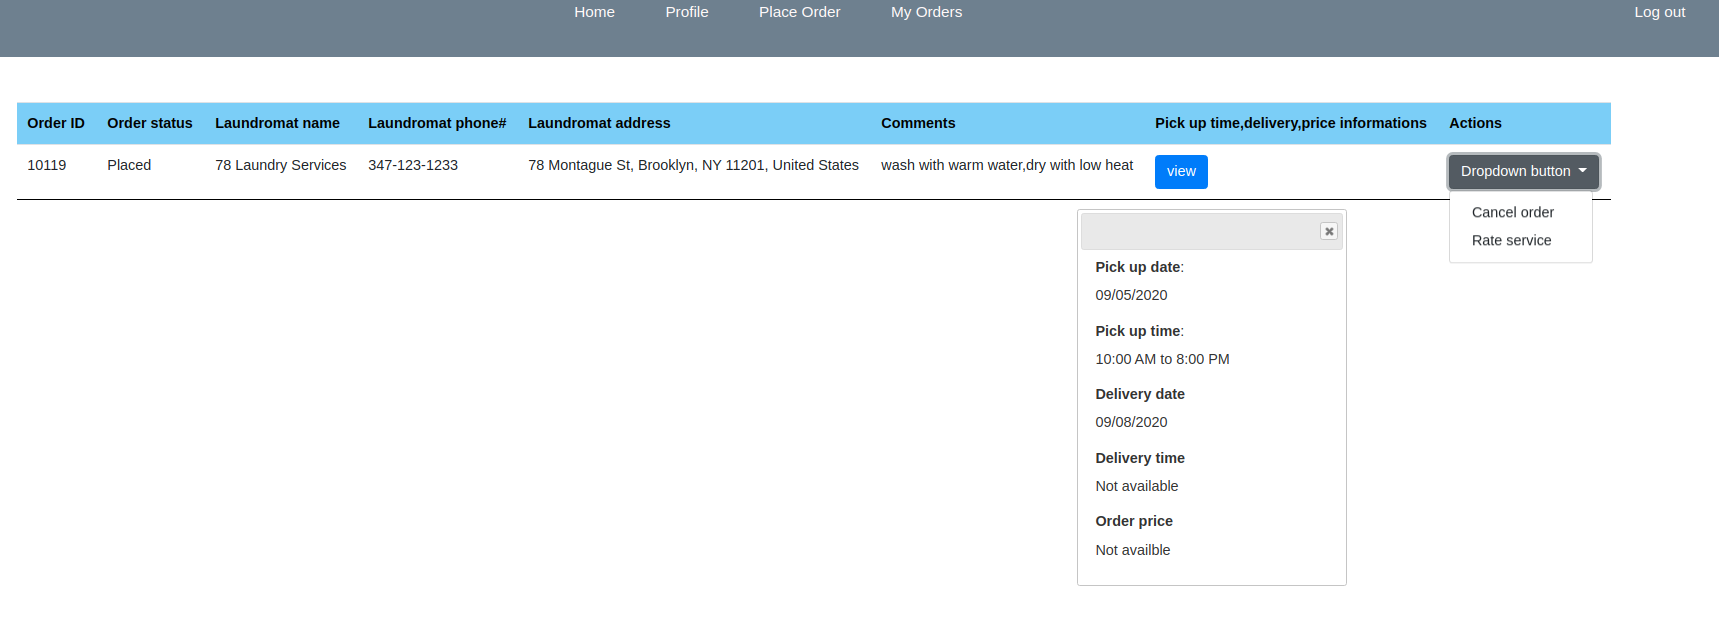 Home Profile Place Order My Orders Log out
Order ID Order status Laundromat name Laundromat phone# Laundromat address Comments Pick up time,delivery,price informations Actions
10119 Placed 78 Laundry Services 347-123-1233 78 Montague St, Brooklyn, NY 11201, United States wash with warm water,dry with low heat view Dropdown button
Cancel order
Rate service
Pick up date:
09/05/2020
Pick up time:
10:00 AM to 8:00 PM
Delivery date
09/08/2020
Delivery time
Not available
Order price
Not availble